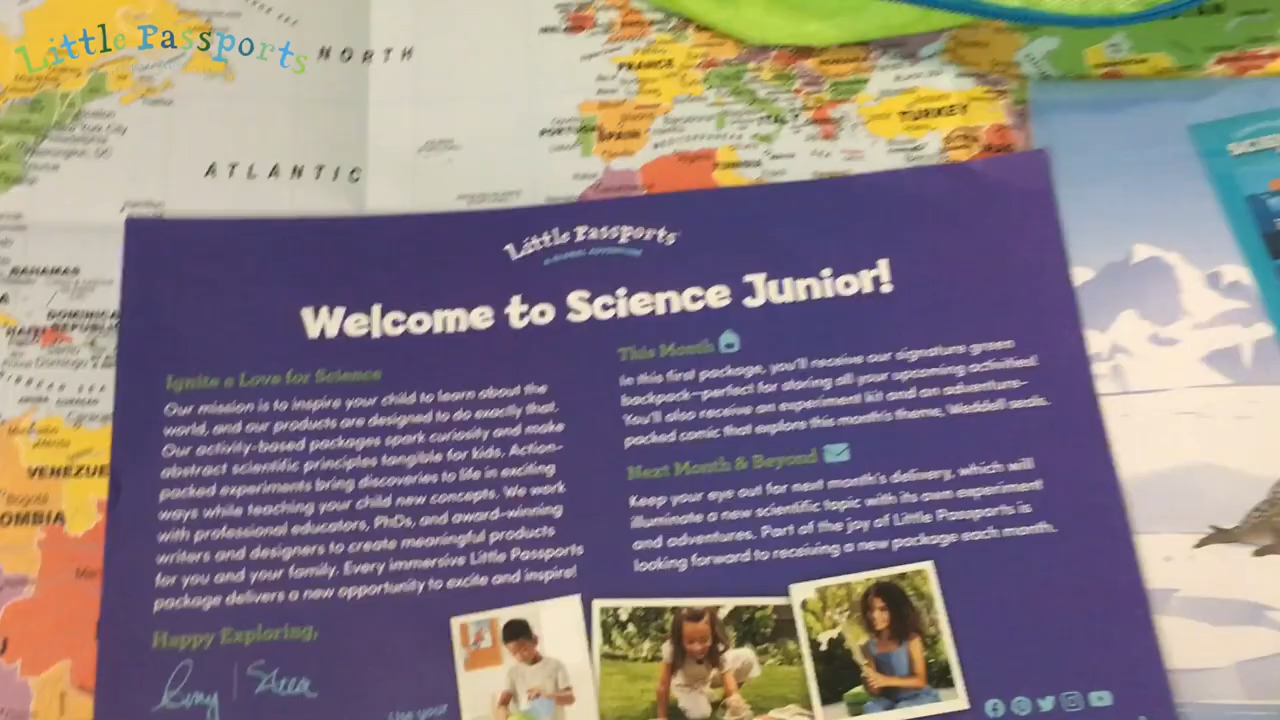 Little Passports
NORTH
ATLANTIC
FRANCE
PORTUGAL
SPAIN
ITALY
TURKEY
BAHAMAS
VENEZUE
Bogotá
OMBIA
Little Passports
Welcome to Science Junior!
Ignite a Love for Science
Our mission is to inspire your child to learn about the
world, and our products are designed to do exactly that.
Our activity-based packages spark curiosity and make
abstract scientific principles tangible for kids. Action-
packed experiments bring discoveries to life in exciting
ways while teaching your child new concepts. We work
with professional educators, PhDs, and award-winning
writers and designers to create meaningful products
for you and your family. Every immersive Little Passports
package delivers a new opportunity to excite and inspire!
Happy Exploring,
Amy | Stella
Use your
This Month
In this first package, you'll receive our signature green
backpack—perfect for storing all your upcoming activities!
You'll also receive an experiment kit and an adventure-
packed comic that explore this month's theme, Weddell seals.
Next Month & Beyond
Keep your eye out for next month's delivery, which will
illuminate a new scientific topic with its own experiment
and adventures. Part of the joy of Little Passports is
looking forward to receiving a new package each month.